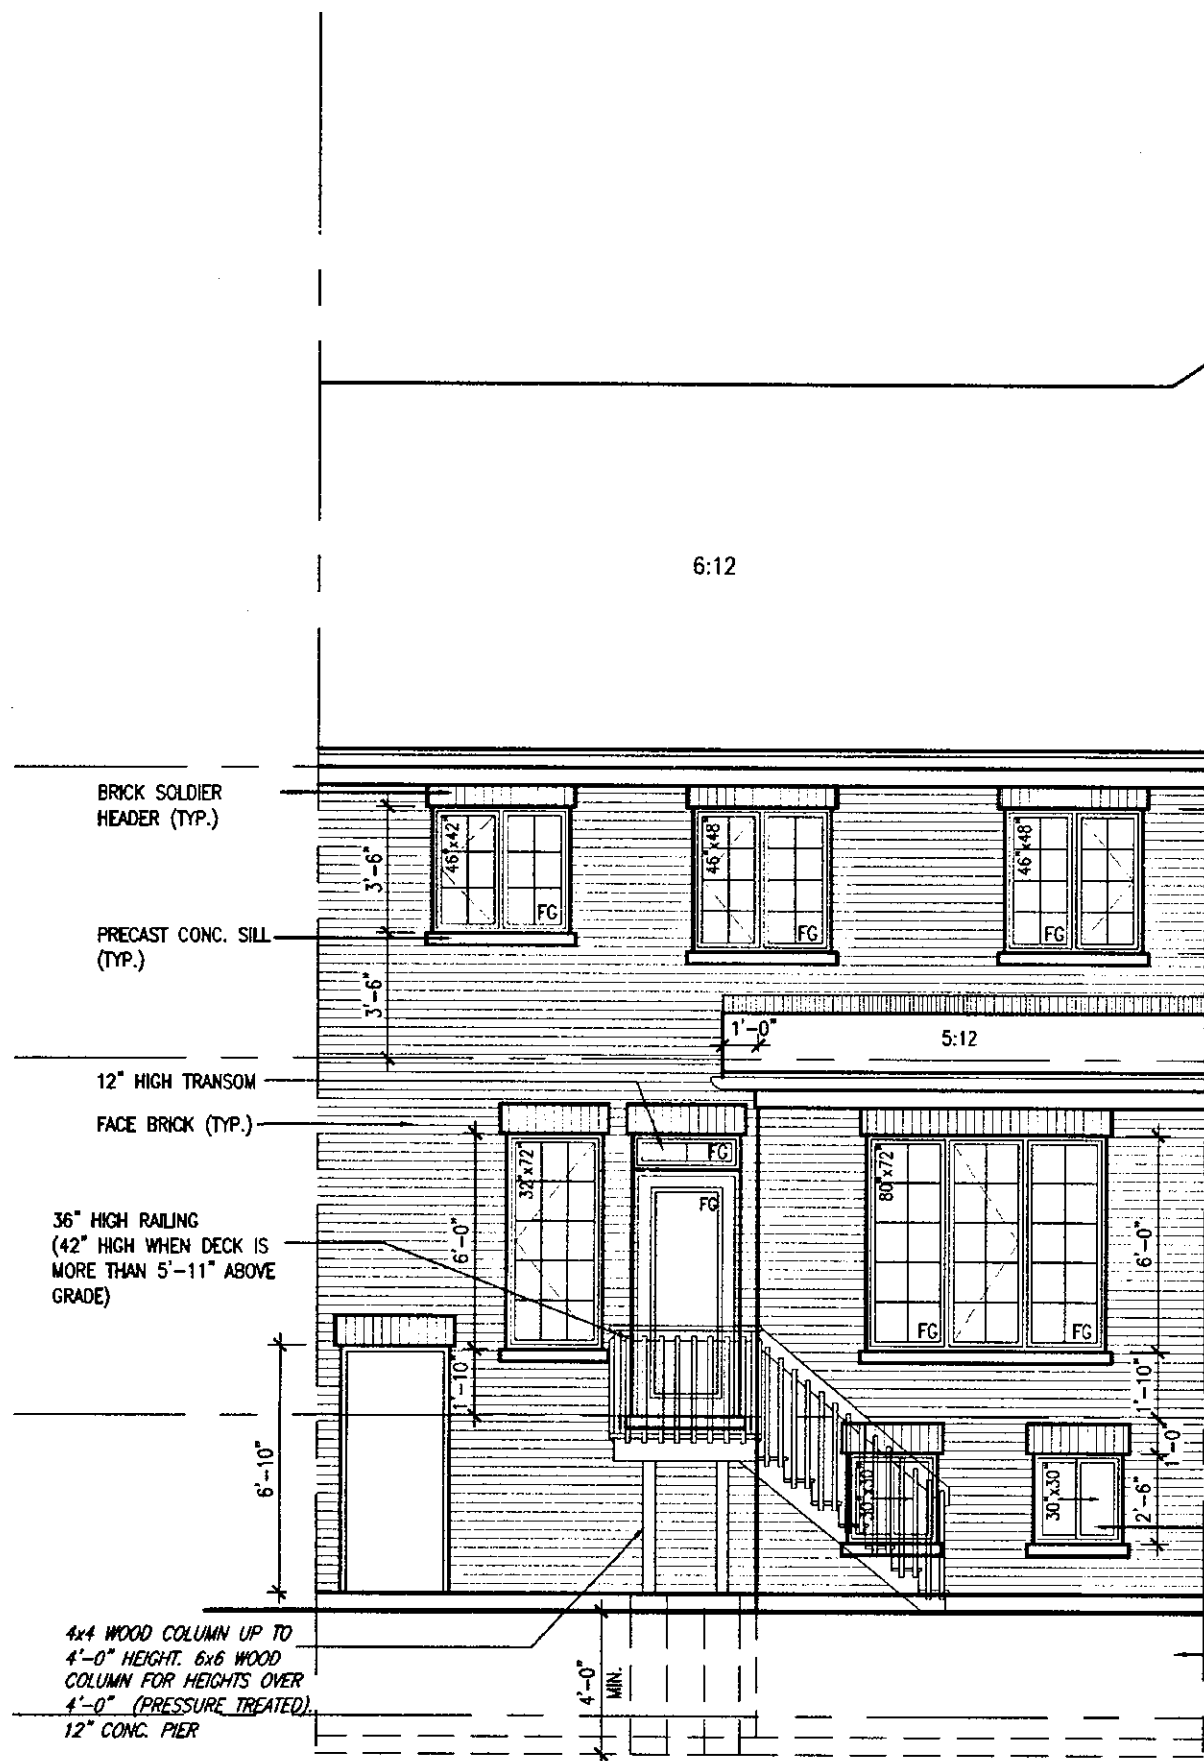 6:12
BRICK SOLDIER
HEADER (TYP.)
46"x42"
FG
46"x48"
FG
46"x48"
FG
3'-6"
PRECAST CONC. SILL
(TYP.)
3'-6"
1'-0"
5:12
12" HIGH TRANSOM
FACE BRICK (TYP.)
32"x72"
FG
FG
80"x72"
FG
FG
6'-0"
6'-0"
36" HIGH RAILING
(42" HIGH WHEN DECK IS
MORE THAN 5'-11" ABOVE
GRADE)
1'-10"
1'-10"
1'-0"
6'-10"
30"x30"
30"x30"
2'-6"
4x4 WOOD COLUMN UP TO
4'-0" HEIGHT. 6x6 WOOD
COLUMN FOR HEIGHTS OVER
4'-0" (PRESSURE TREATED).
12" CONC. PIER
4'-0"
MIN.